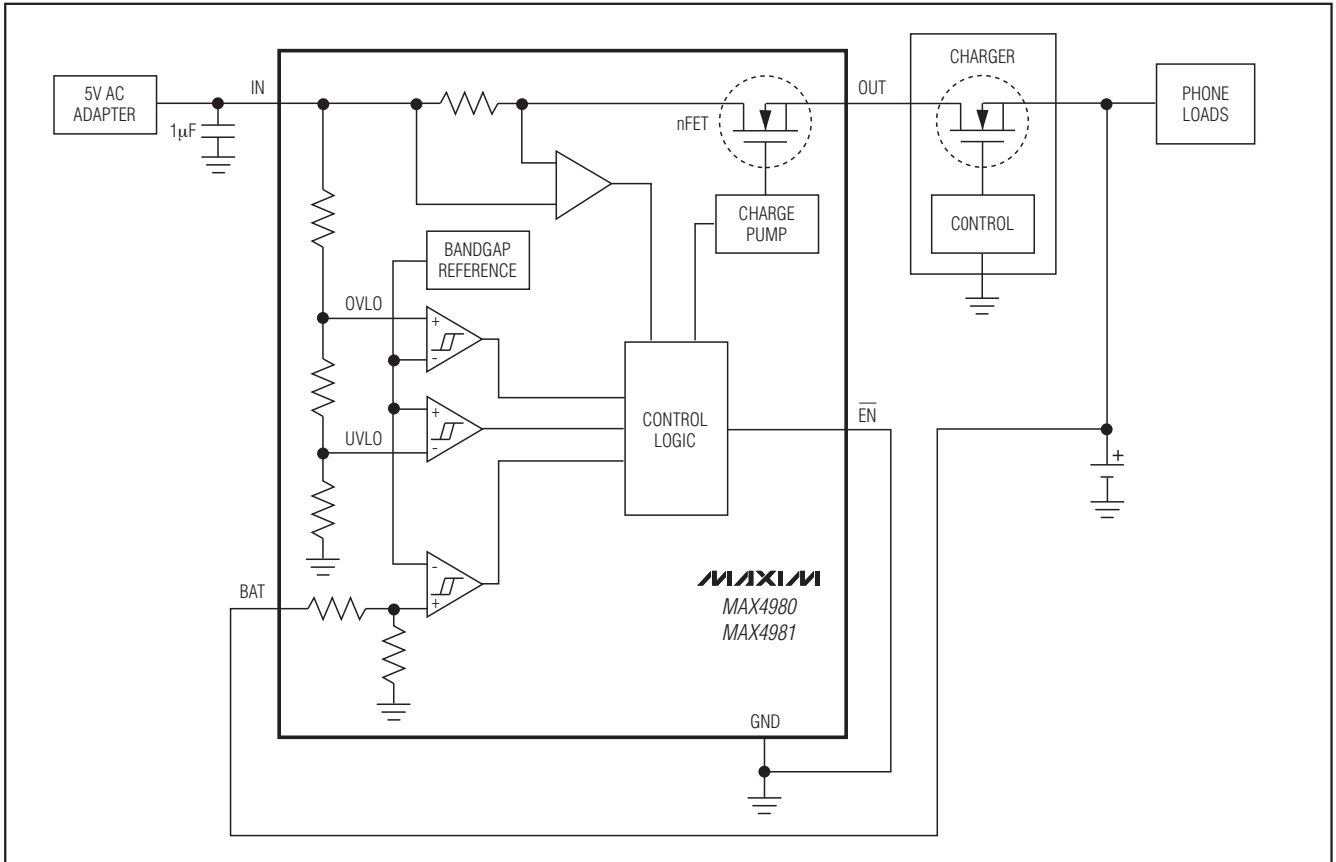 5V AC
ADAPTER
1μF
IN
nFET
OUT
CHARGER
PHONE
LOADS
CHARGE
PUMP
CONTROL
BANDGAP
REFERENCE
OVLO
+
-
+
UVLO
-
CONTROL
LOGIC
EN
+
BAT
-
+
MAXIM
MAX4980
MAX4981
GND